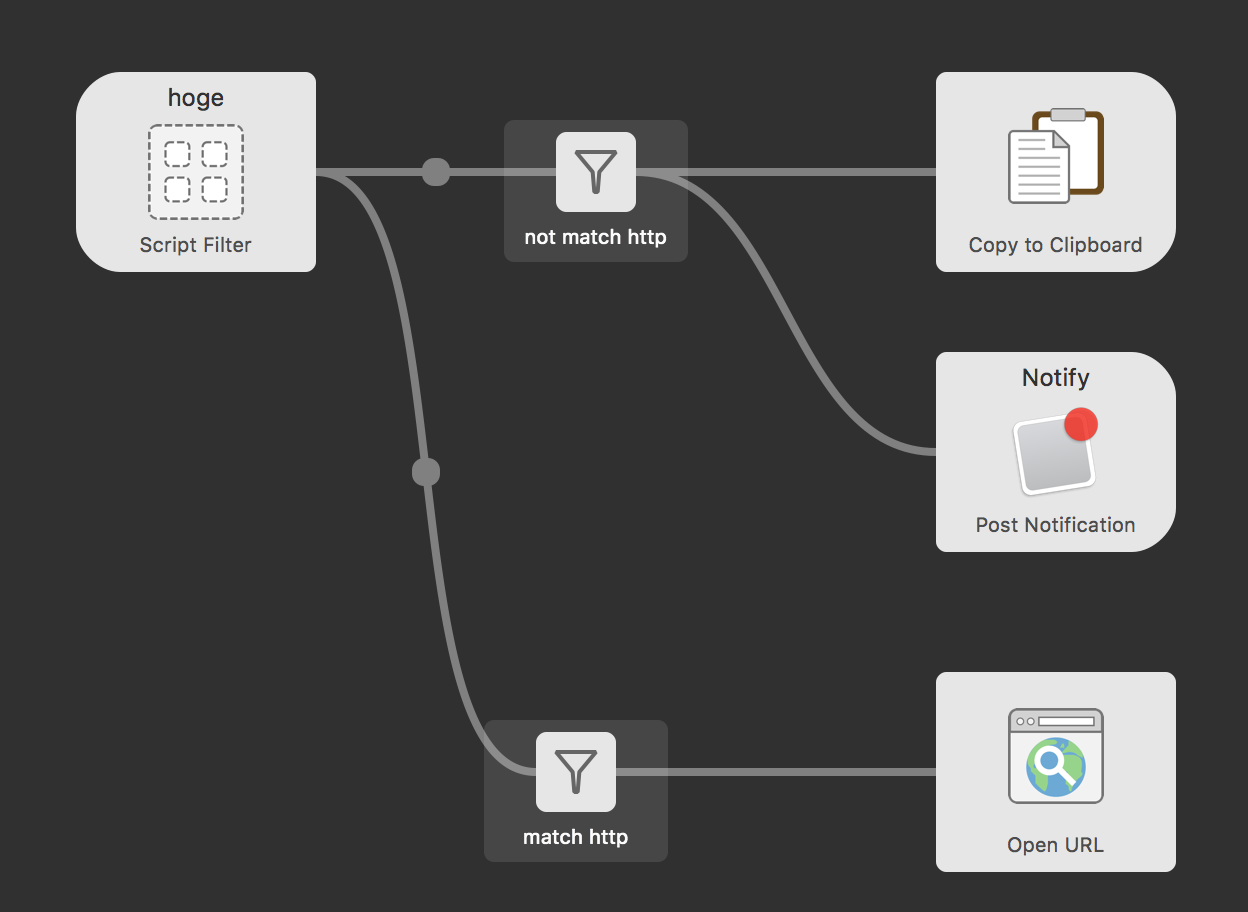 hoge
Script Filter
not match http
Copy to Clipboard
Notify
Post Notification
match http
Open URL